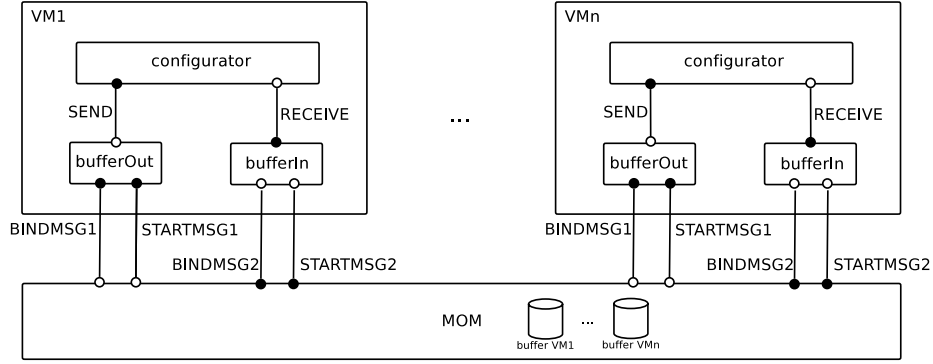 VM1
VMn
configurator
configurator
...
SEND
RECEIVE
SEND
RECEIVE
bufferOut
bufferIn
bufferOut
bufferIn
BINDMSG1
STARTMSG1
BINDMSG1
STARTMSG1
BINDMSG2
STARTMSG2
BINDMSG2
STARTMSG2
MOM
...
buffer VM1
buffer VMn